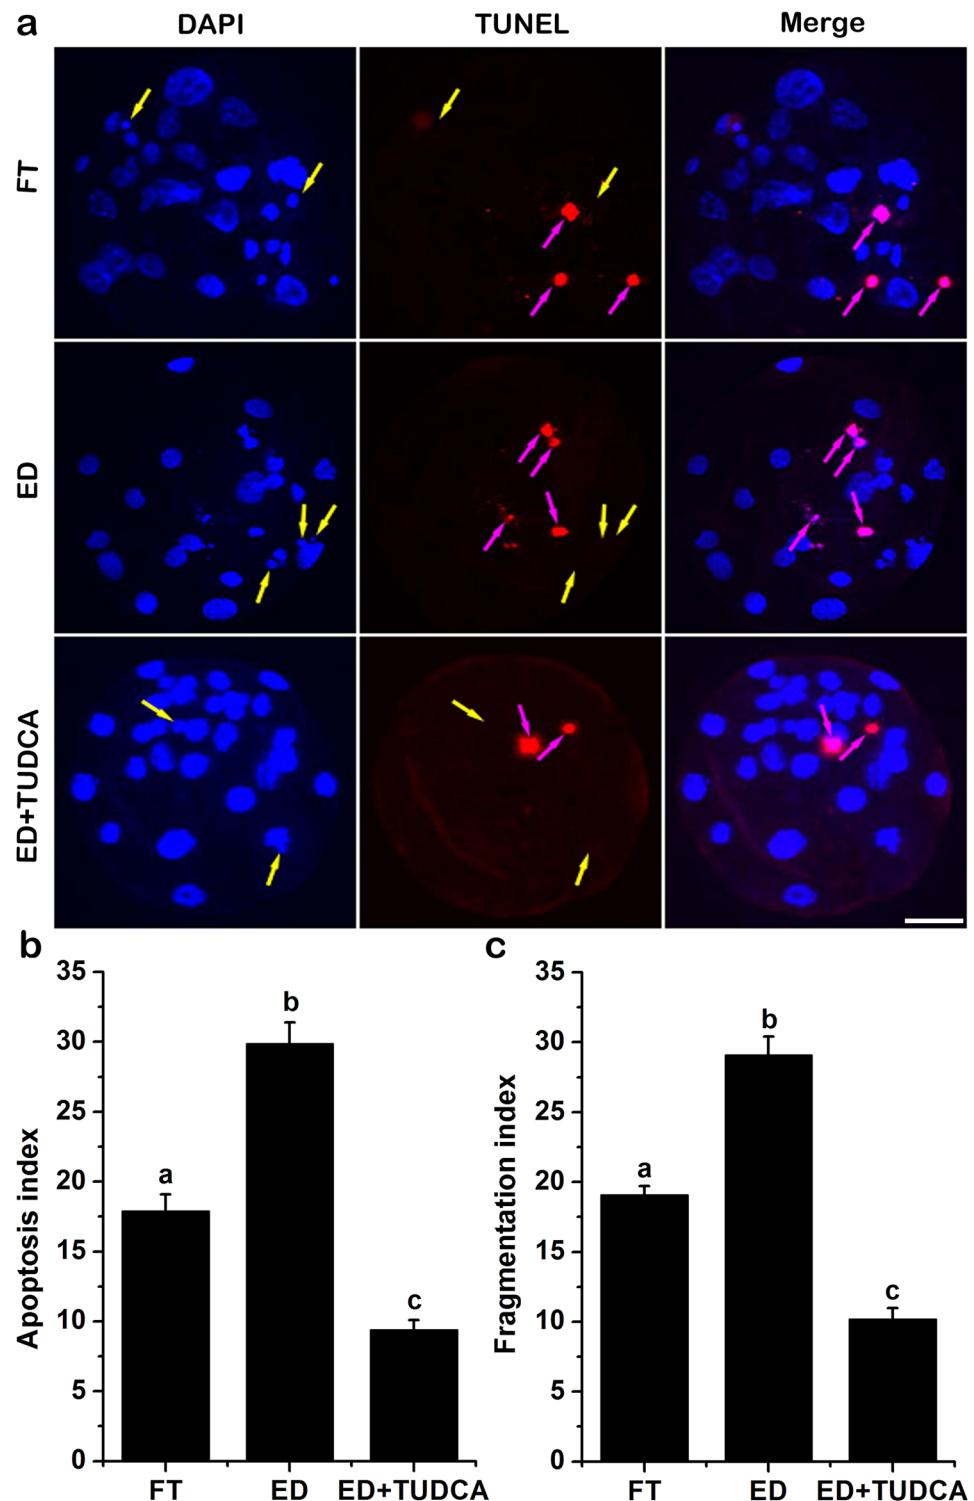 a
DAPI TUNEL Merge
FT
ED
ED+TUDCA
b
Apoptosis index
35
30
25
20
15
10
5
0
a
b
c
FT ED ED+TUDCA
c
Fragmentation index
35
30
25
20
15
10
5
0
a
b
c
FT ED ED+TUDCA